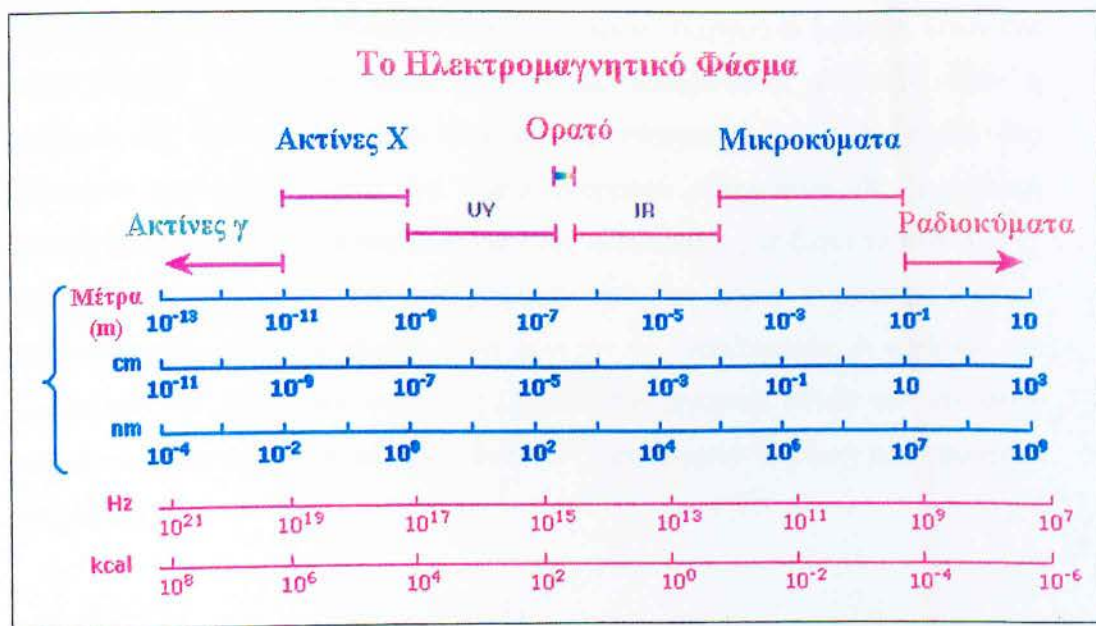 Το Ηλεκτρομαγνητικό Φάσμα
Ορατό
Ακτίνες Χ Μικροκύματα
UV IR
Ακτίνες γ Ραδιοκύματα
Μέτρα
(m)
10⁻¹³ 10⁻¹¹ 10⁻⁹ 10⁻⁷ 10⁻⁵ 10⁻³ 10⁻¹ 10
cm
10⁻¹¹ 10⁻⁹ 10⁻⁷ 10⁻⁵ 10⁻³ 10⁻¹ 10 10³
nm
10⁻⁴ 10⁻² 10⁰ 10² 10⁴ 10⁶ 10⁷ 10⁹
Hz
10²¹ 10¹⁹ 10¹⁷ 10¹⁵ 10¹³ 10¹¹ 10⁹ 10⁷
kcal
10⁸ 10⁶ 10⁴ 10² 10⁰ 10⁻² 10⁻⁴ 10⁻⁶